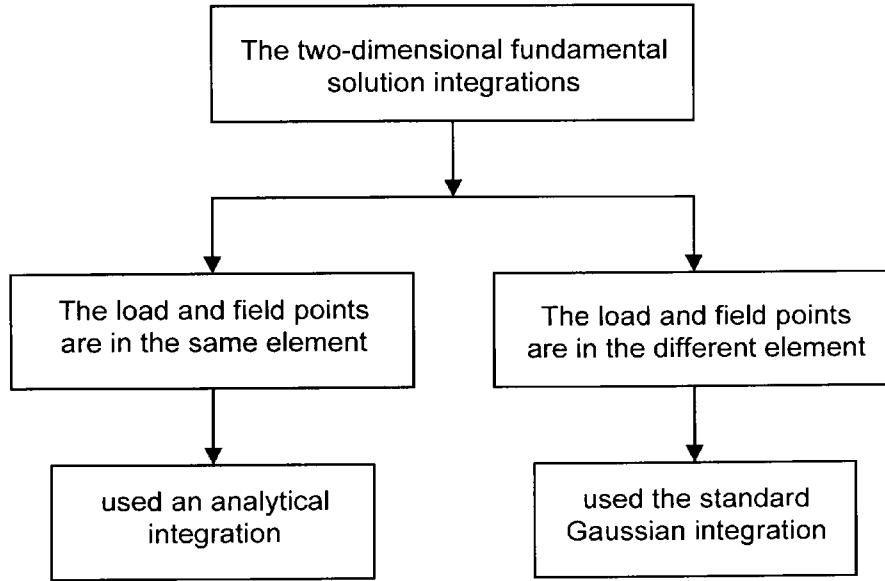 The two-dimensional fundamental
solution integrations
The load and field points
are in the same element
The load and field points
are in the different element
used an analytical
integration
used the standard
Gaussian integration